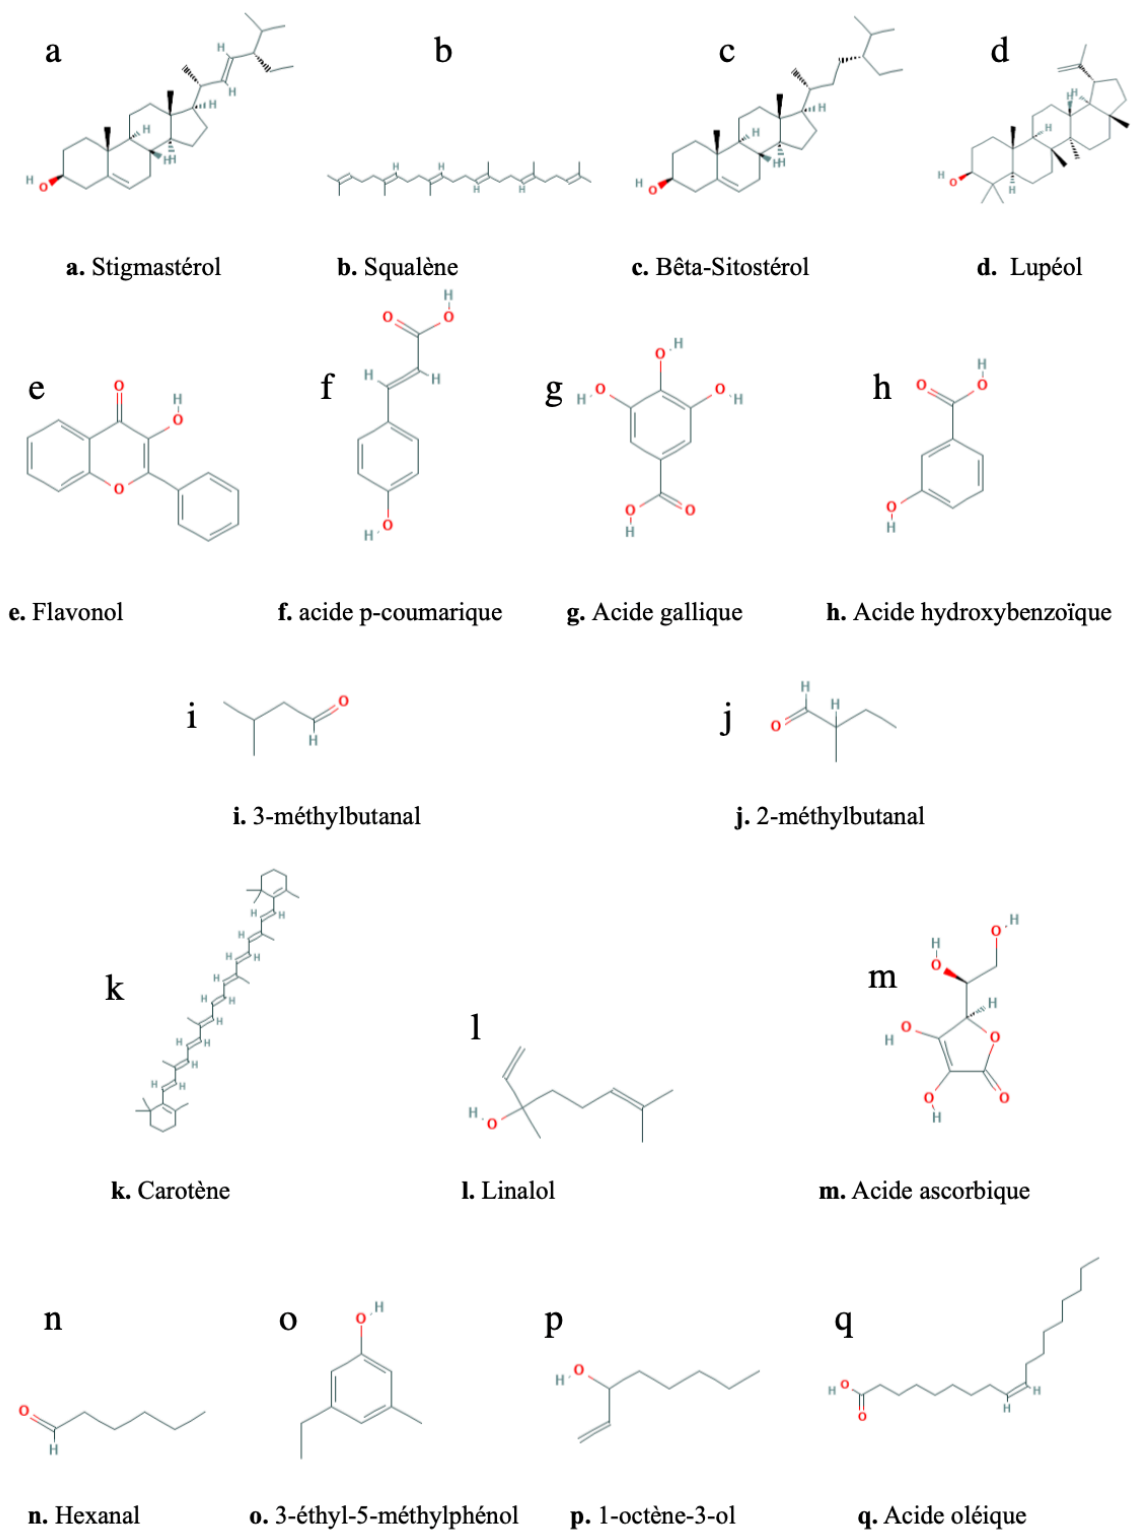 a b c d
a. Stigmastérol b. Squalène c. Bêta-Sitostérol d. Lupéol
e f g h
e. Flavonol f. acide p-coumarique g. Acide gallique h. Acide hydroxybenzoïque
i j
i. 3-méthylbutanal j. 2-méthylbutanal
k l m
k. Carotène l. Linalol m. Acide ascorbique
n o p q
n. Hexanal o. 3-éthyl-5-méthylphénol p. 1-octène-3-ol q. Acide oléique